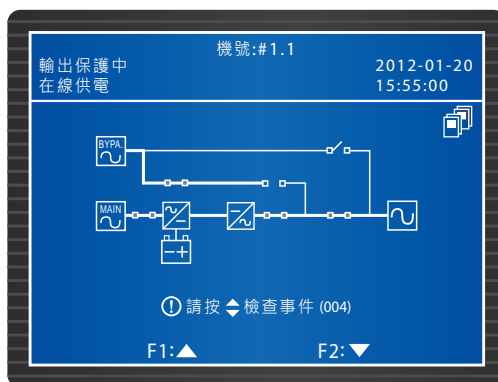 機號:#1.1
輸出保護中
在線供電
2012-01-20
15:55:00
BYPA.
MAIN
請按檢查事件 (004)
F1:
F2: